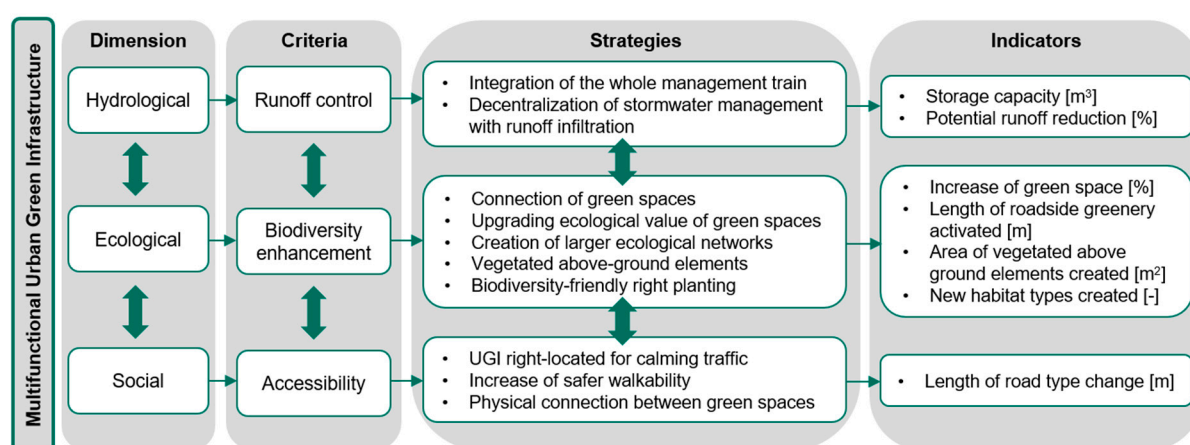 Multifunctional Urban Green Infrastructure
Dimension
Criteria
Strategies
Indicators
Hydrological
Runoff control
• Integration of the whole management train
• Decentralization of stormwater management
with runoff infiltration
• Storage capacity [m³]
• Potential runoff reduction [%]
Ecological
Biodiversity
enhancement
• Connection of green spaces
• Upgrading ecological value of green spaces
• Creation of larger ecological networks
• Vegetated above-ground elements
• Biodiversity-friendly right planting
• Increase of green space [%]
• Length of roadside greenery
activated [m]
• Area of vegetated above
ground elements created [m²]
• New habitat types created [-]
Social
Accessibility
• UGI right-located for calming traffic
• Increase of safer walkability
• Physical connection between green spaces
• Length of road type change [m]